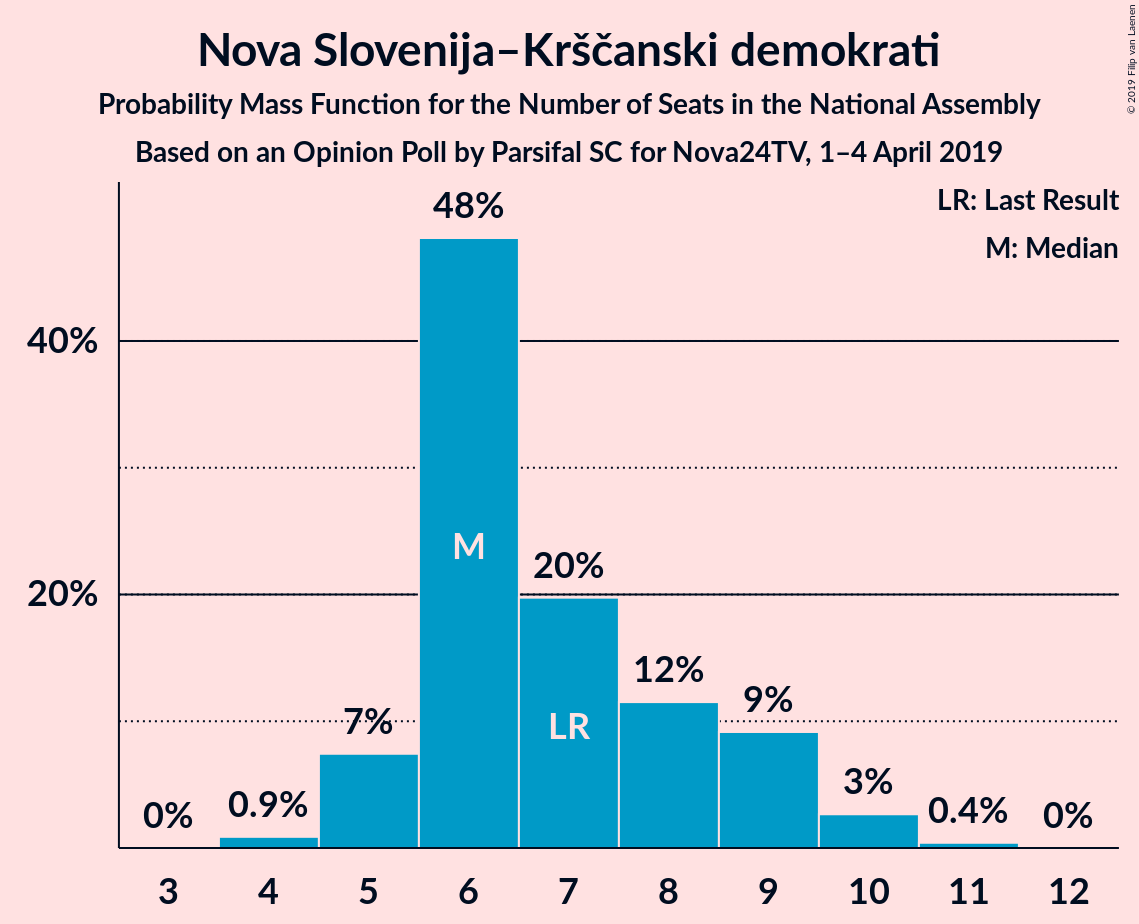 Nova Slovenija–Krščanski demokrati
Probability Mass Function for the Number of Seats in the National Assembly
Based on an Opinion Poll by Parsifal SC for Nova24TV, 1–4 April 2019
© 2019 Filip van Laenen
LR: Last Result
M: Median
40%
20%
0%
0.9%
7%
48%
20%
12%
9%
3%
0.4%
0%
M
LR
3 4 5 6 7 8 9 10 11 12